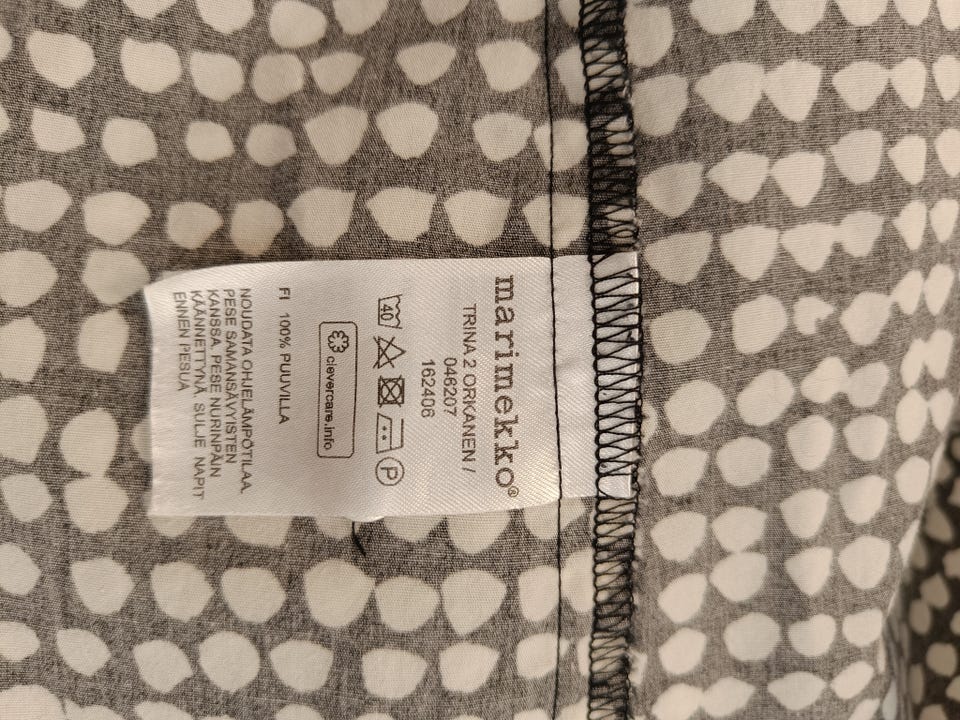 marimekko®
TRINA 2 ORKANEN /
046207
162406
40 P
clevercare.info
FI 100% PUUVILLA
NOUDATA OHJELÄMPÖTILAA.
PESE SAMANSÄVYISTEN
KANSSA. PESE NURINPÄIN
KÄÄNNETTYNÄ. SULJE NAPIT
ENNEN PESUA